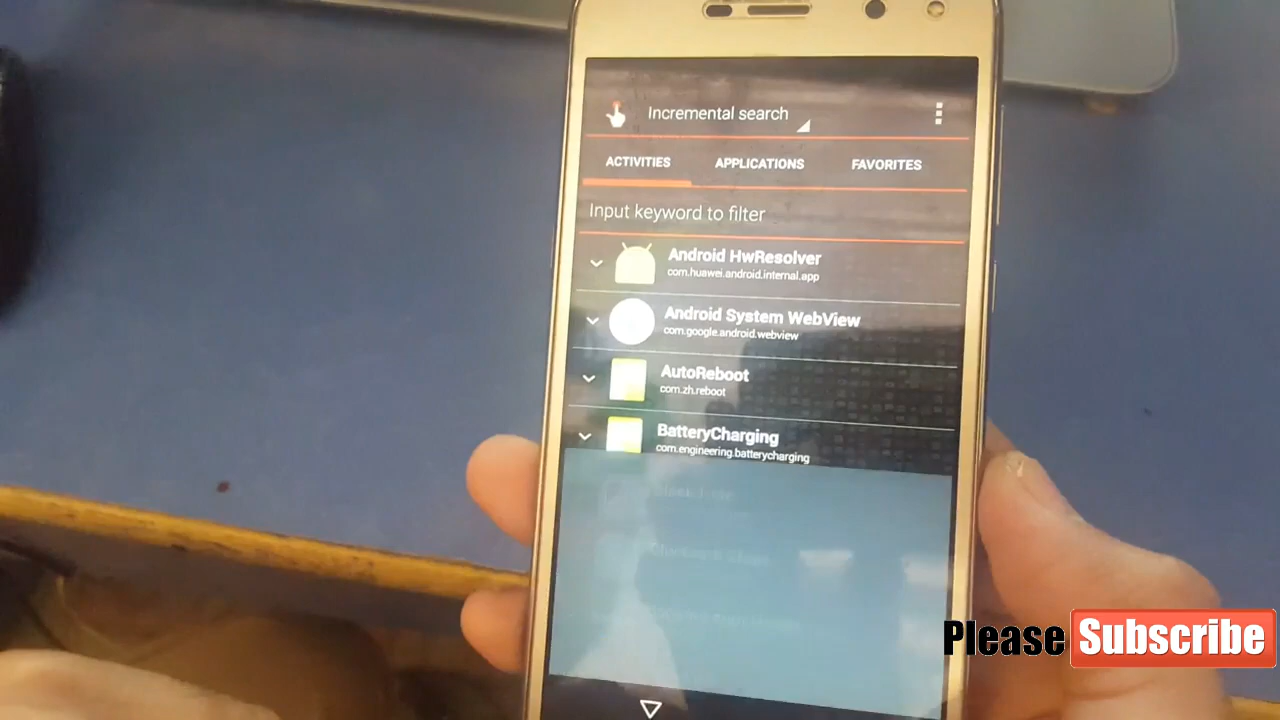 Incremental search
ACTIVITIES APPLICATIONS FAVORITES
Input keyword to filter
Android HwResolver
com.huawei.android.internal.app
Android System WebView
com.google.android.webview
AutoReboot
com.zh.reboot
BatteryCharging
com.engineering.batterycharging
Please Subscribe